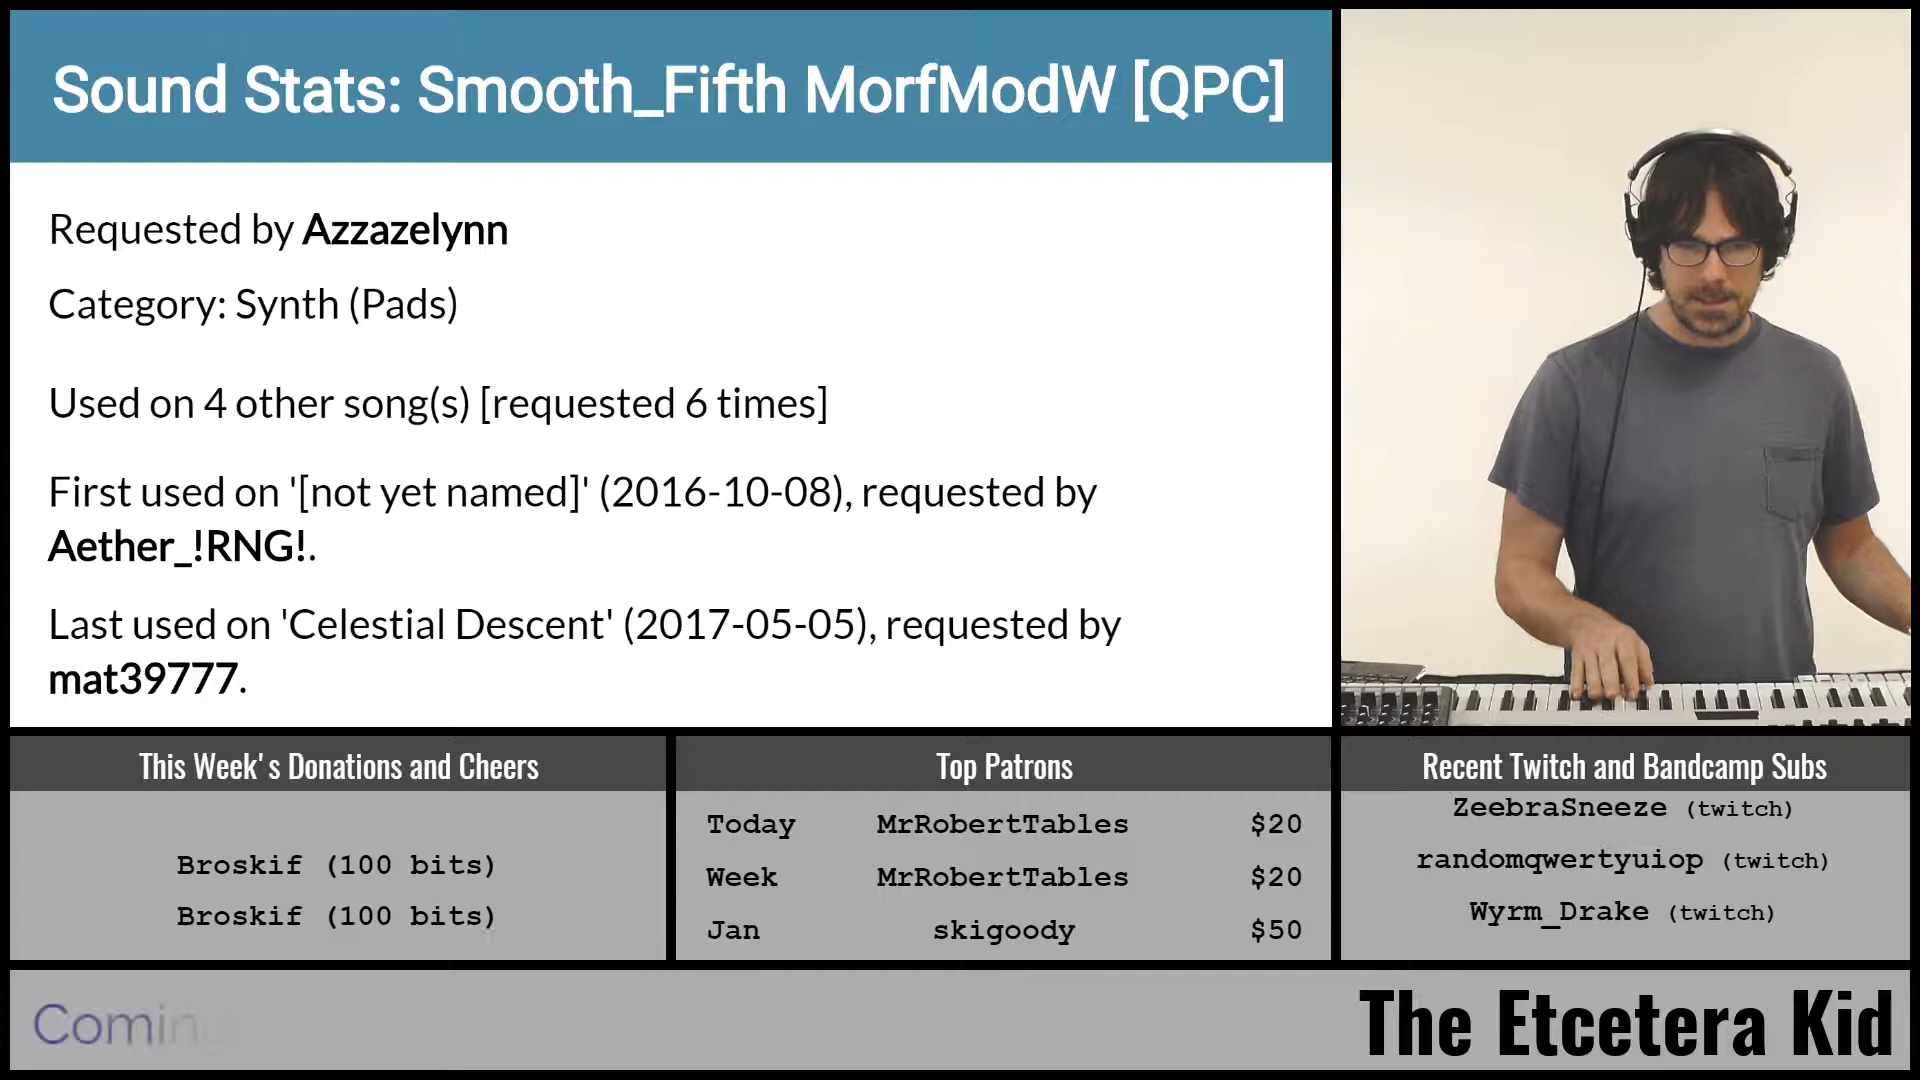 Sound Stats: Smooth_Fifth MorfModW [QPC]
Requested by Azzazelynn
Category: Synth (Pads)
Used on 4 other song(s) [requested 6 times]
First used on '[not yet named]' (2016-10-08), requested by
Aether_!RNG!.
Last used on 'Celestial Descent' (2017-05-05), requested by
mat39777.
This Week's Donations and Cheers
Broskif (100 bits)
Broskif (100 bits)
Top Patrons
Today MrRobertTables $20
Week MrRobertTables $20
Jan skigoody $50
Recent Twitch and Bandcamp Subs
ZeebraSneeze (twitch)
randomqwertyuiop (twitch)
Wyrm_Drake (twitch)
Coming
The Etcetera Kid